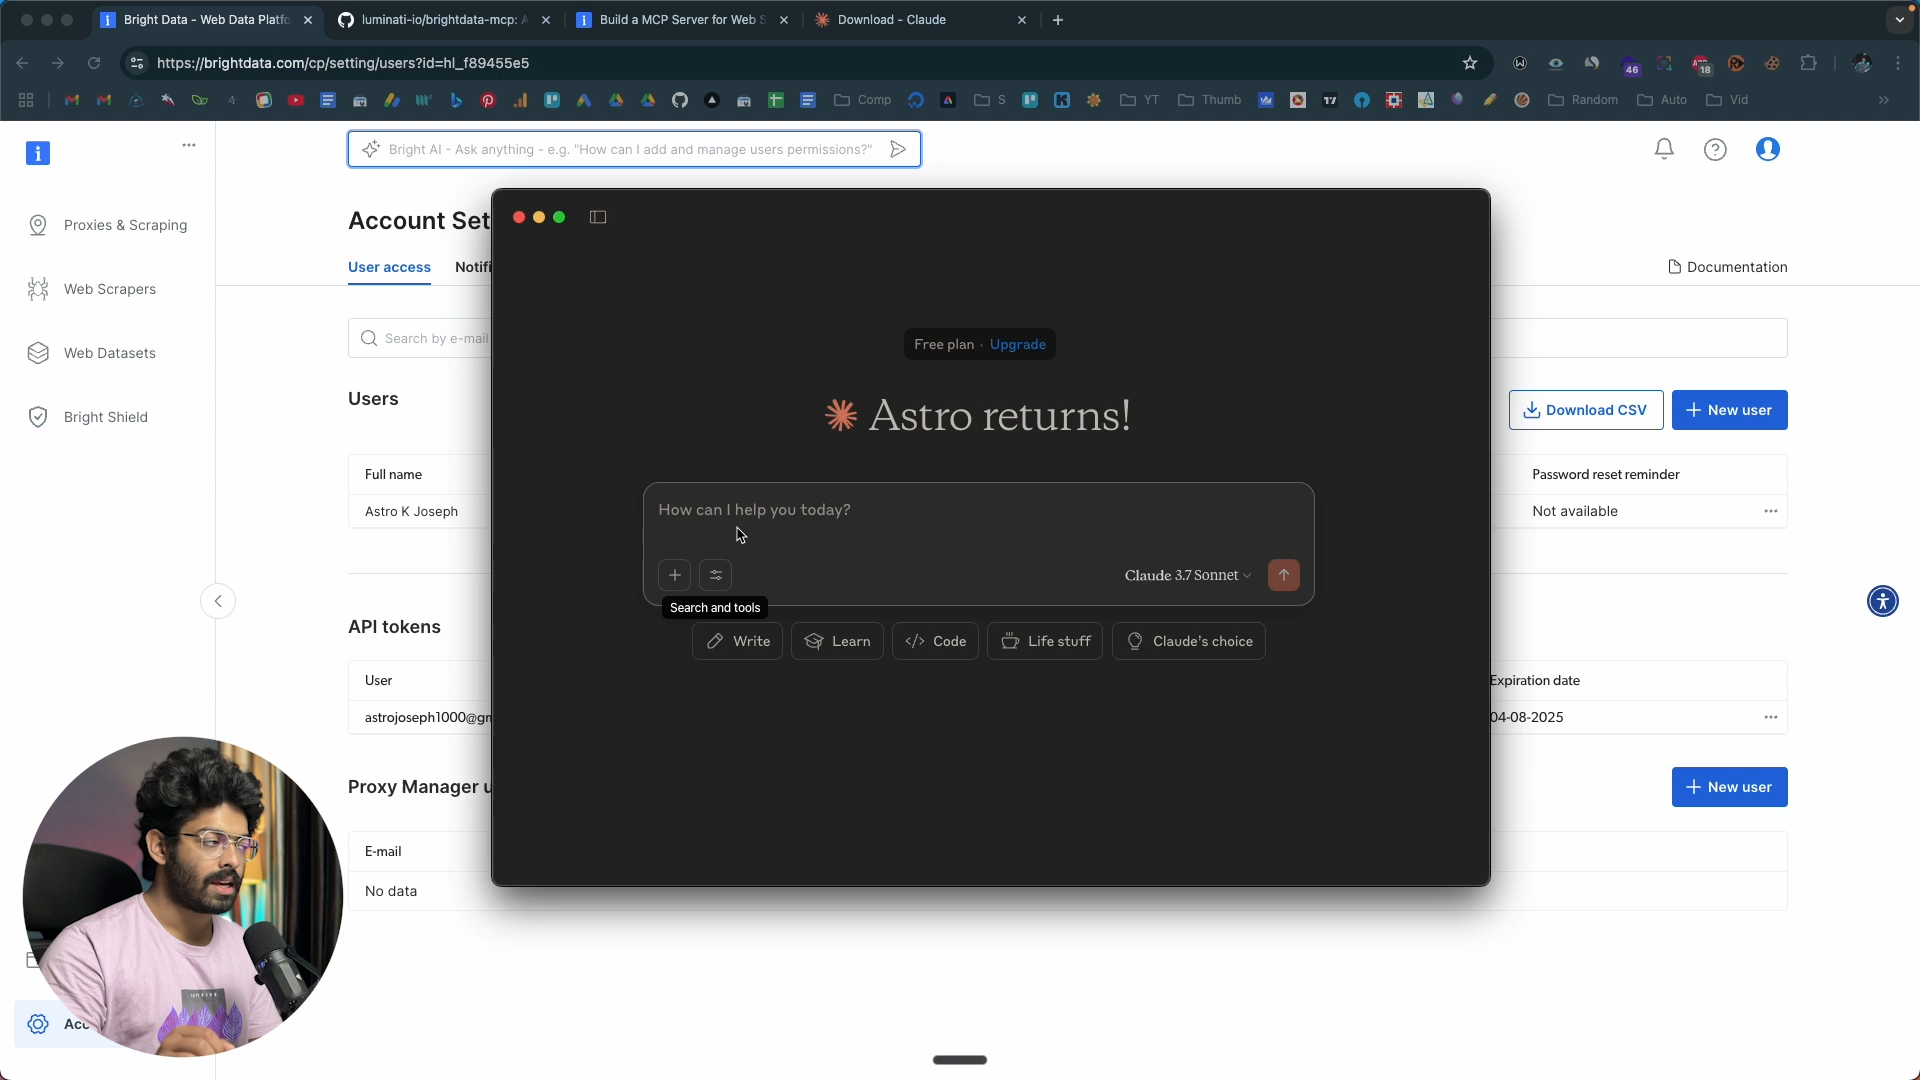 Bright Data - Web Data Platfo
luminati-io/brightdata-mcp: A
Build a MCP Server for Web S
Download - Claude
https://brightdata.com/cp/setting/users?id=hl_f89455e5
46
18
Comp
S
YT
Thumb
Random
Auto
Vid
Bright AI - Ask anything - e.g. "How can I add and manage users permissions?"
Proxies & Scraping
Web Scrapers
Web Datasets
Bright Shield
Acc
Account Set
User access
Notifi
Documentation
Search by e-mail
Users
Download CSV
New user
Full name
Password reset reminder
Astro K Joseph
Not available
API tokens
User
Expiration date
astrojoseph1000@gm
04-08-2025
Proxy Manager u
New user
E-mail
No data
Free plan · Upgrade
Astro returns!
How can I help you today?
Claude 3.7 Sonnet
Search and tools
Write
Learn
Code
Life stuff
Claude's choice